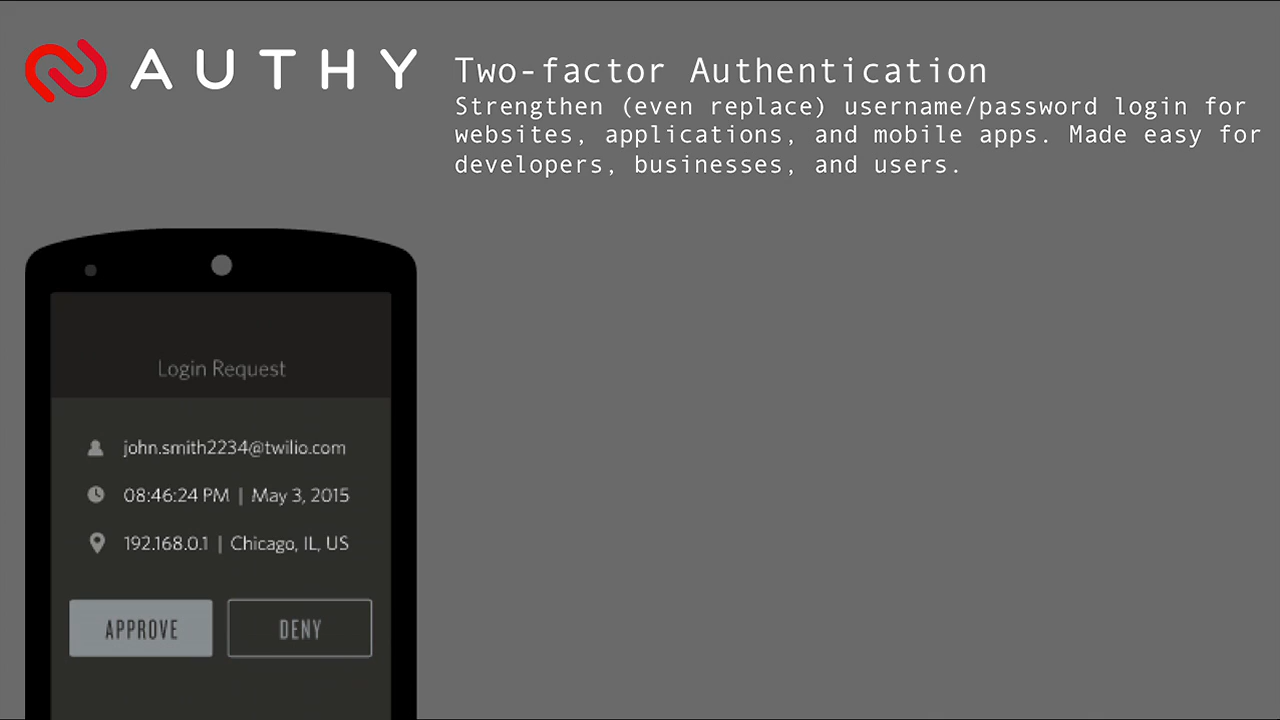 AUTHY
Two-factor Authentication
Strengthen (even replace) username/password login for
websites, applications, and mobile apps. Made easy for
developers, businesses, and users.
Login Request
john.smith2234@twilio.com
08:46:24 PM | May 3, 2015
192.168.0.1 | Chicago, IL, US
APPROVE DENY